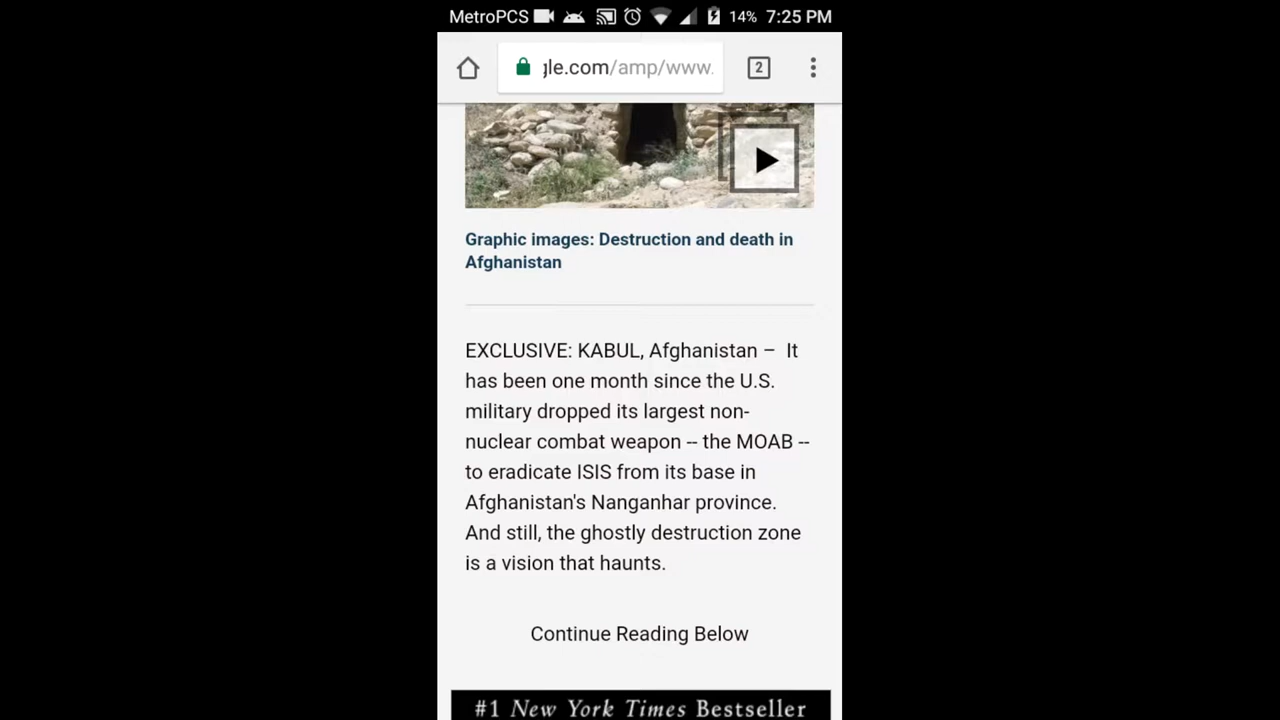 MetroPCS 14% 7:25 PM
gle.com/amp/www. 2
Graphic images: Destruction and death in
Afghanistan
EXCLUSIVE: KABUL, Afghanistan – It
has been one month since the U.S.
military dropped its largest non-
nuclear combat weapon -- the MOAB --
to eradicate ISIS from its base in
Afghanistan's Nanganhar province.
And still, the ghostly destruction zone
is a vision that haunts.
Continue Reading Below
#1 New York Times Bestseller